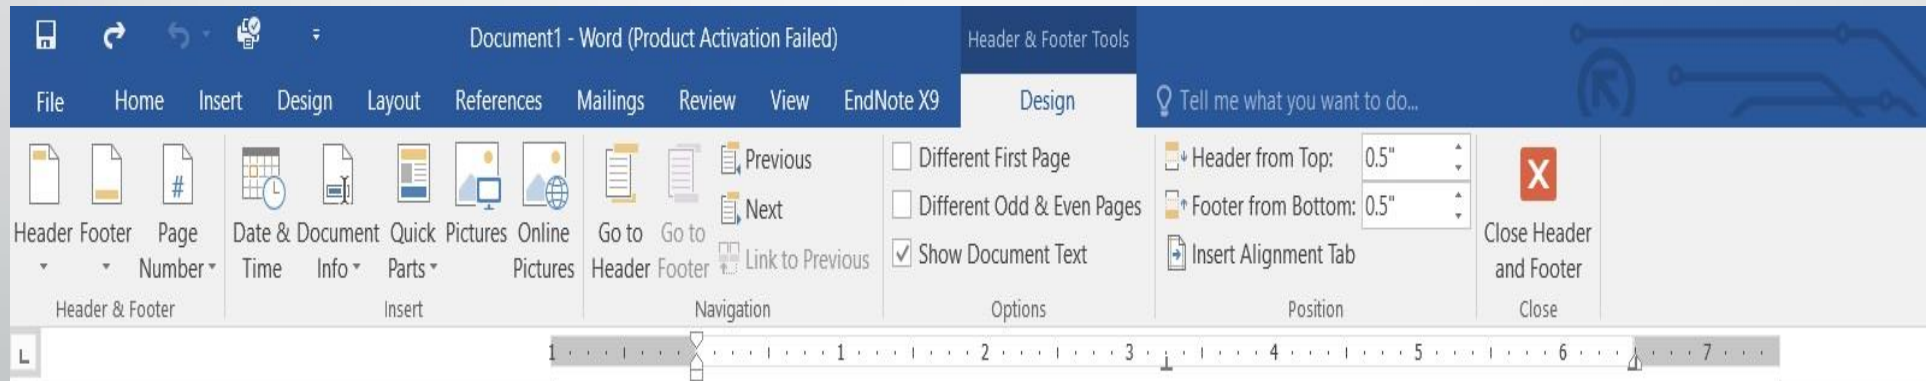 Document1 - Word (Product Activation Failed)
Header & Footer Tools
File Home Insert Design Layout References Mailings Review View EndNote X9 Design Tell me what you want to do...
Header Footer Page Number
Date & Time Document Info Quick Parts Pictures Online Pictures
Go to Header Go to Footer
Previous
Next
Link to Previous
Different First Page
Different Odd & Even Pages
Show Document Text
Header from Top: 0.5"
Footer from Bottom: 0.5"
Insert Alignment Tab
Close Header and Footer
Header & Footer Insert Navigation Options Position Close
L 1 1 2 3 4 5 6 7